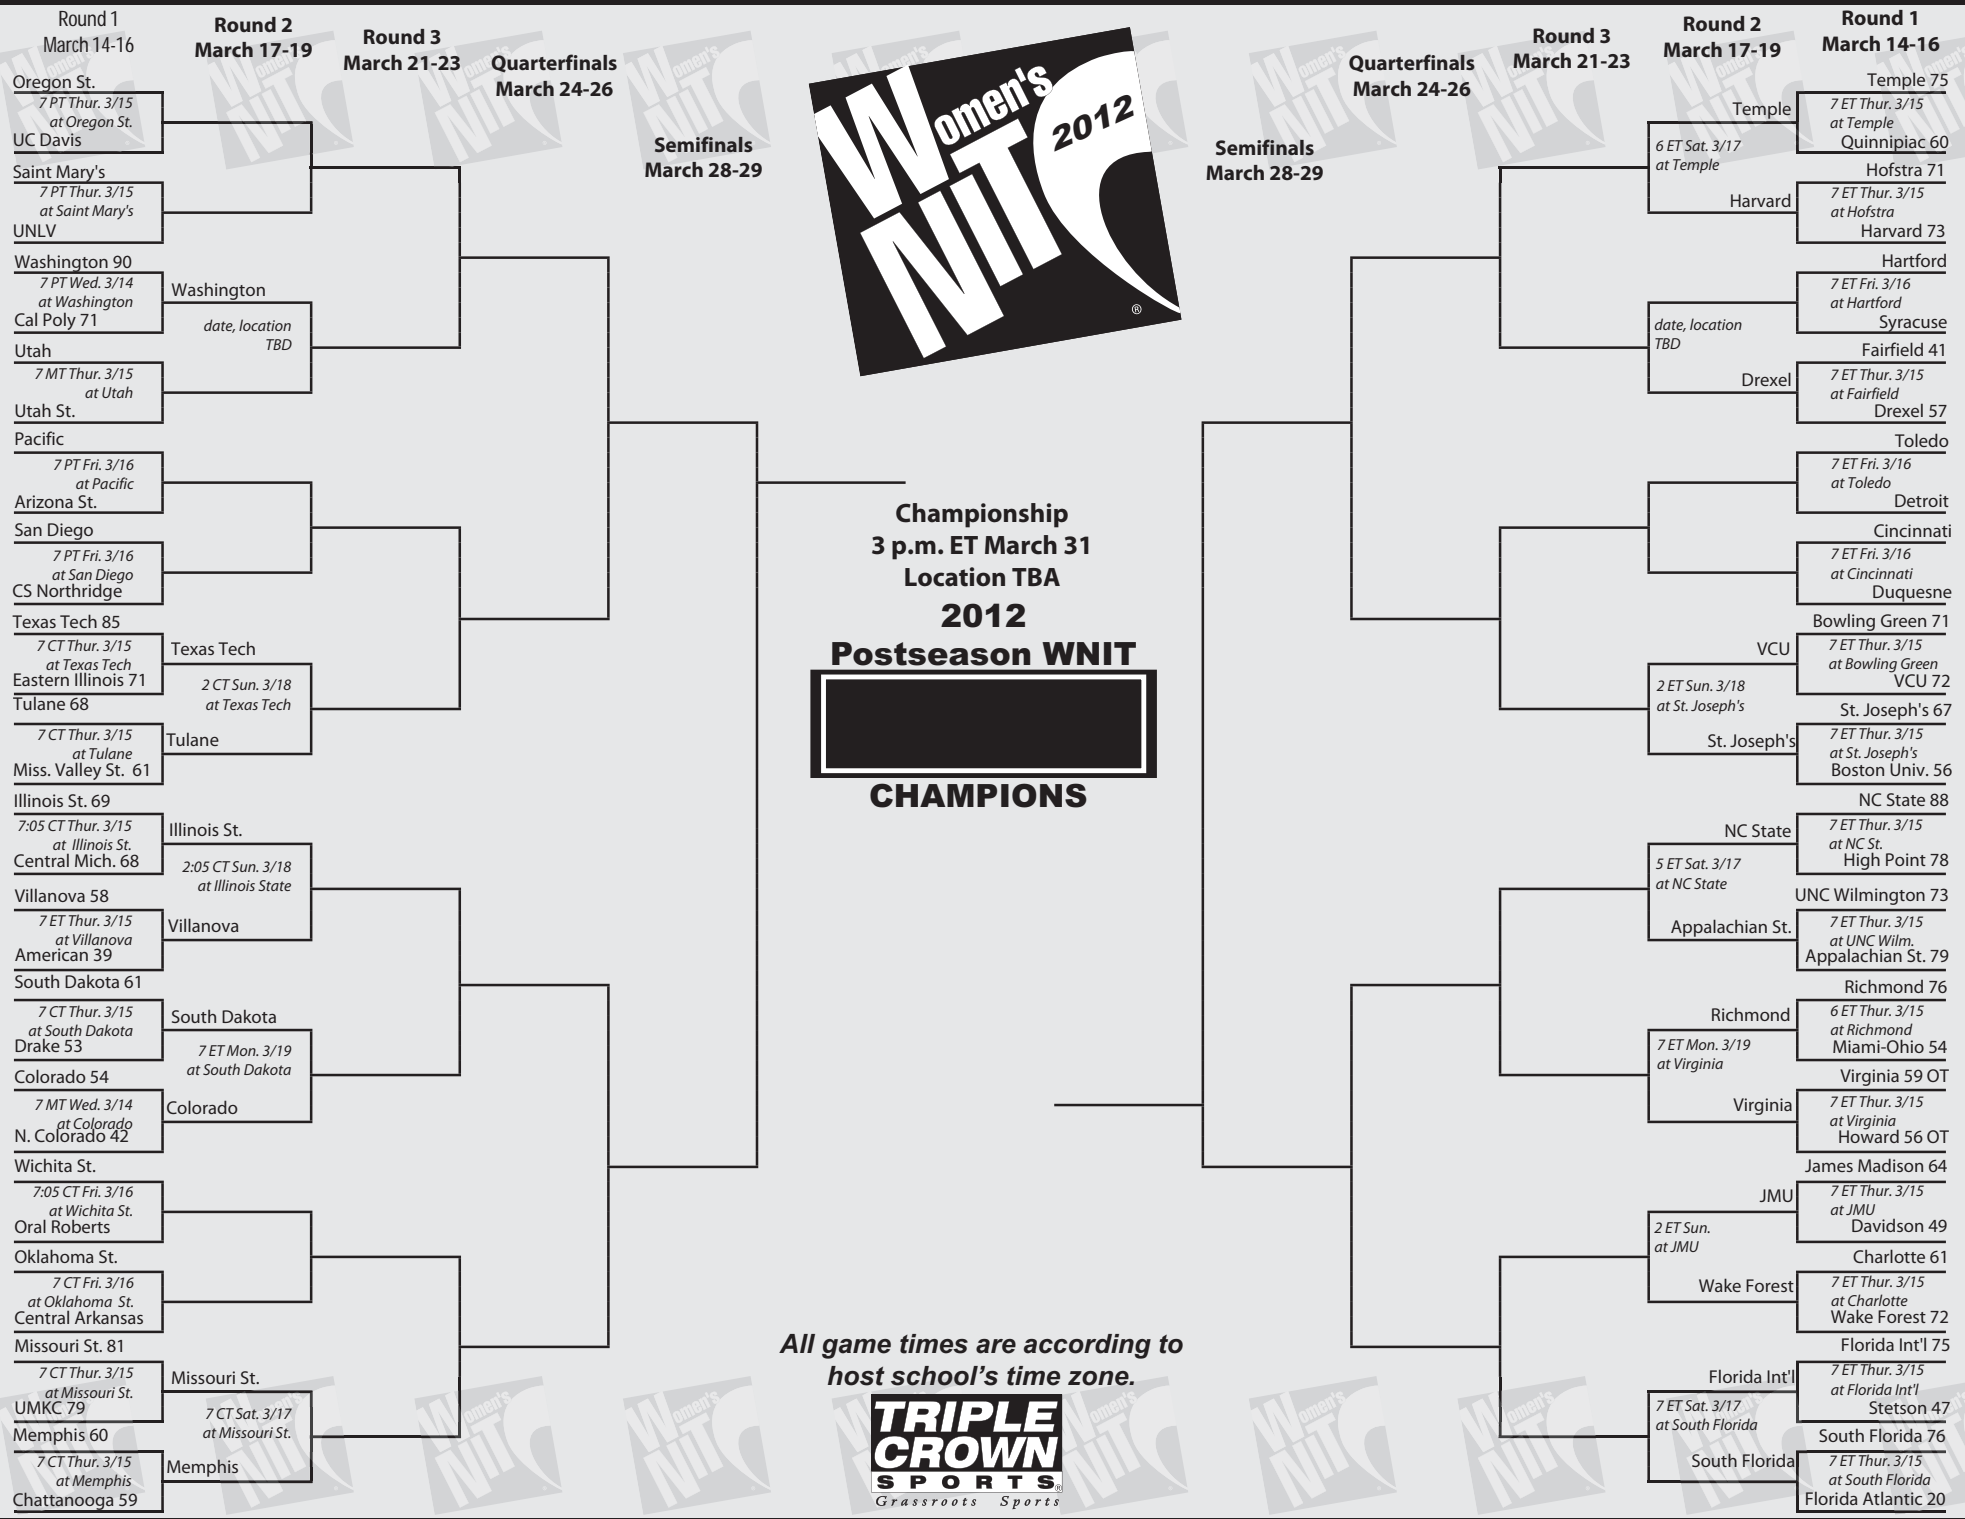 Round 1
March 14-16
Round 2
March 17-19
Round 3
March 21-23
Quarterfinals
March 24-26
Semifinals
March 28-29
Women's
NIT
2012
®
Semifinals
March 28-29
Quarterfinals
March 24-26
Round 3
March 21-23
Round 2
March 17-19
Round 1
March 14-16
Oregon St.
7 PT Thur. 3/15
at Oregon St.
UC Davis
Saint Mary's
7 PT Thur. 3/15
at Saint Mary's
UNLV
Washington 90
7 PT Wed. 3/14
at Washington
Cal Poly 71
Washington
date, location
TBD
Utah
7 MT Thur. 3/15
at Utah
Utah St.
Pacific
7 PT Fri. 3/16
at Pacific
Arizona St.
San Diego
7 PT Fri. 3/16
at San Diego
CS Northridge
Texas Tech 85
7 CT Thur. 3/15
at Texas Tech
Eastern Illinois 71
Texas Tech
2 CT Sun. 3/18
at Texas Tech
Tulane 68
7 CT Thur. 3/15
at Tulane
Miss. Valley St. 61
Tulane
Illinois St. 69
7:05 CT Thur. 3/15
at Illinois St.
Central Mich. 68
Illinois St.
2:05 CT Sun. 3/18
at Illinois State
Villanova 58
7 ET Thur. 3/15
at Villanova
American 39
Villanova
South Dakota 61
7 CT Thur. 3/15
at South Dakota
Drake 53
South Dakota
7 ET Mon. 3/19
at South Dakota
Colorado 54
7 MT Wed. 3/14
at Colorado
N. Colorado 42
Colorado
Wichita St.
7:05 CT Fri. 3/16
at Wichita St.
Oral Roberts
Oklahoma St.
7 CT Fri. 3/16
at Oklahoma St.
Central Arkansas
Missouri St. 81
7 CT Thur. 3/15
at Missouri St.
UMKC 79
Missouri St.
7 CT Sat. 3/17
at Missouri St.
Memphis 60
7 CT Thur. 3/15
at Memphis
Chattanooga 59
Memphis
Championship
3 p.m. ET March 31
Location TBA
2012
Postseason WNIT
CHAMPIONS
All game times are according to
host school's time zone.
TRIPLE
CROWN
SPORTS®
Grassroots Sports
Temple 75
7 ET Thur. 3/15
at Temple
Quinnipiac 60
Temple
6 ET Sat. 3/17
at Temple
Hofstra 71
7 ET Thur. 3/15
at Hofstra
Harvard 73
Harvard
Hartford
7 ET Fri. 3/16
at Hartford
Syracuse
date, location
TBD
Fairfield 41
7 ET Thur. 3/15
at Fairfield
Drexel 57
Drexel
Toledo
7 ET Fri. 3/16
at Toledo
Detroit
Cincinnati
7 ET Fri. 3/16
at Cincinnati
Duquesne
Bowling Green 71
7 ET Thur. 3/15
at Bowling Green
VCU 72
VCU
2 ET Sun. 3/18
at St. Joseph's
St. Joseph's 67
7 ET Thur. 3/15
at St. Joseph's
Boston Univ. 56
St. Joseph's
NC State 88
7 ET Thur. 3/15
at NC St.
High Point 78
NC State
5 ET Sat. 3/17
at NC State
UNC Wilmington 73
7 ET Thur. 3/15
at UNC Wilm.
Appalachian St. 79
Appalachian St.
Richmond 76
6 ET Thur. 3/15
at Richmond
Miami-Ohio 54
Richmond
7 ET Mon. 3/19
at Virginia
Virginia 59 OT
7 ET Thur. 3/15
at Virginia
Howard 56 OT
Virginia
James Madison 64
7 ET Thur. 3/15
at JMU
Davidson 49
JMU
2 ET Sun.
at JMU
Charlotte 61
7 ET Thur. 3/15
at Charlotte
Wake Forest 72
Wake Forest
Florida Int'l 75
7 ET Thur. 3/15
at Florida Int'l
Stetson 47
Florida Int'l
7 ET Sat. 3/17
at South Florida
South Florida 76
7 ET Thur. 3/15
at South Florida
Florida Atlantic 20
South Florida